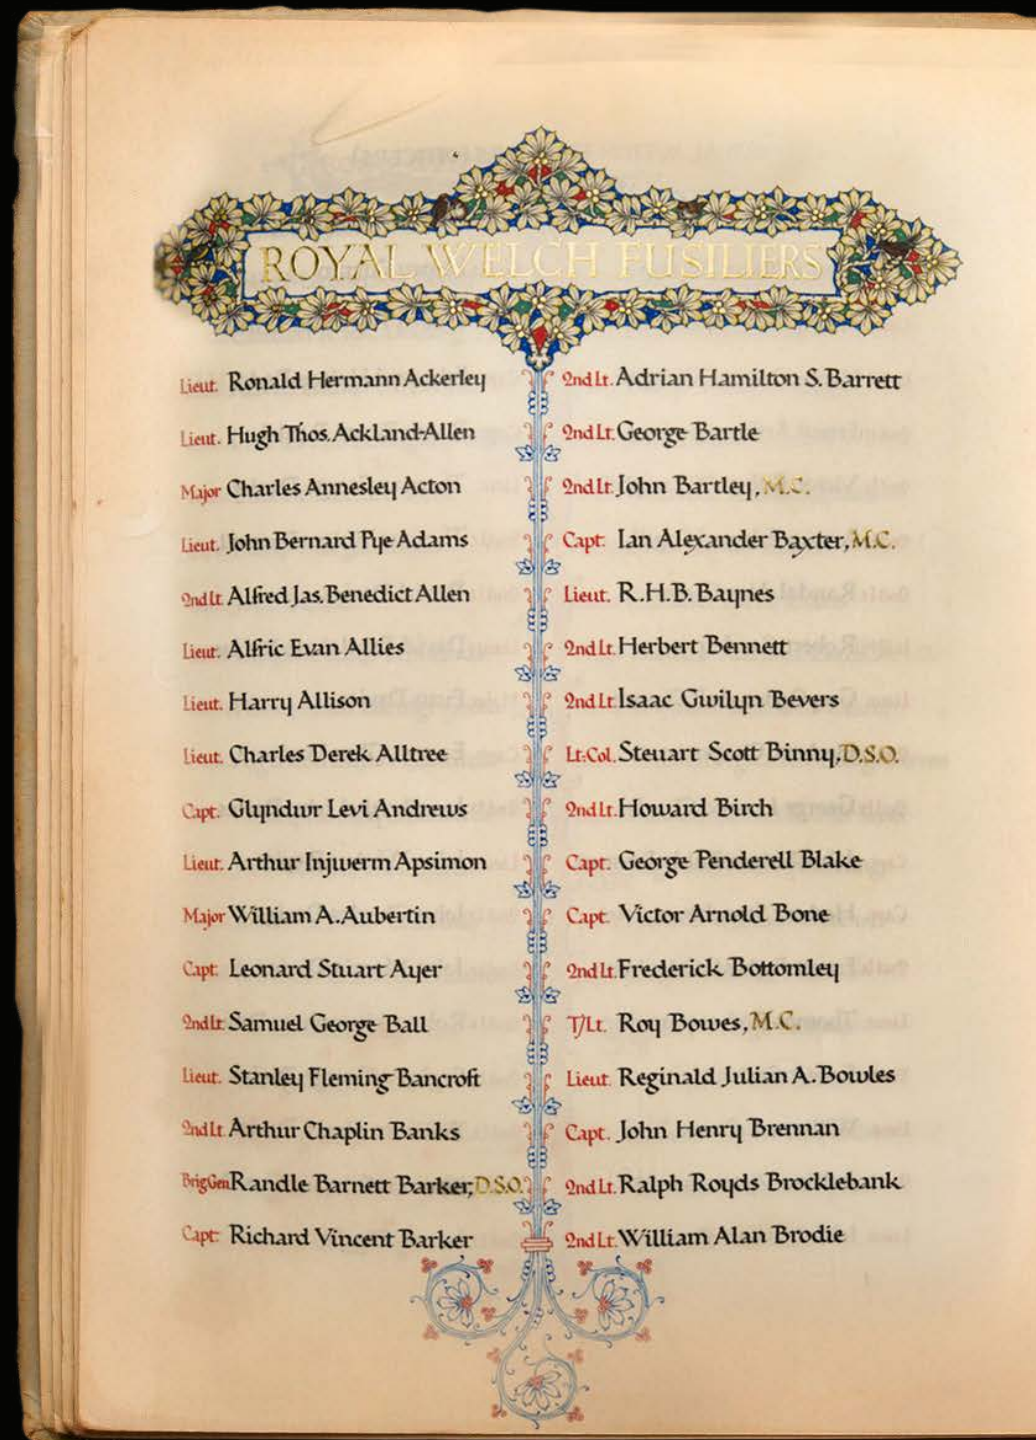 ROYAL WELCH FUSILIERS
Lieut. Ronald Hermann Ackerley
Lieut. Hugh Thos. Ackland-Allen
Major Charles Annesley Acton
Lieut. John Bernard Pye Adams
2nd Lt. Alfred Jas. Benedict Allen
Lieut. Alfric Evan Allies
Lieut. Harry Allison
Lieut. Charles Derek Alltree
Capt. Glyndwr Levi Andrews
Lieut. Arthur Injwerm Apsimon
Major William A. Aubertin
Capt. Leonard Stuart Ayer
2nd Lt. Samuel George Ball
Lieut. Stanley Fleming Bancroft
2nd Lt. Arthur Chaplin Banks
Brig Gen Randle Barnett Barker, D.S.O.
Capt. Richard Vincent Barker
2nd Lt. Adrian Hamilton S. Barrett
2nd Lt. George Bartle
2nd Lt. John Bartley, M.C.
Capt. Ian Alexander Baxter, M.C.
Lieut. R.H.B. Baynes
2nd Lt. Herbert Bennett
2nd Lt. Isaac Gwilyn Bevers
Lt-Col. Steuart Scott Binny, D.S.O.
2nd Lt. Howard Birch
Capt. George Penderell Blake
Capt. Victor Arnold Bone
2nd Lt. Frederick Bottomley
T/Lt. Roy Bowes, M.C.
Lieut. Reginald Julian A. Bowles
Capt. John Henry Brennan
2nd Lt. Ralph Royds Brocklebank
2nd Lt. William Alan Brodie